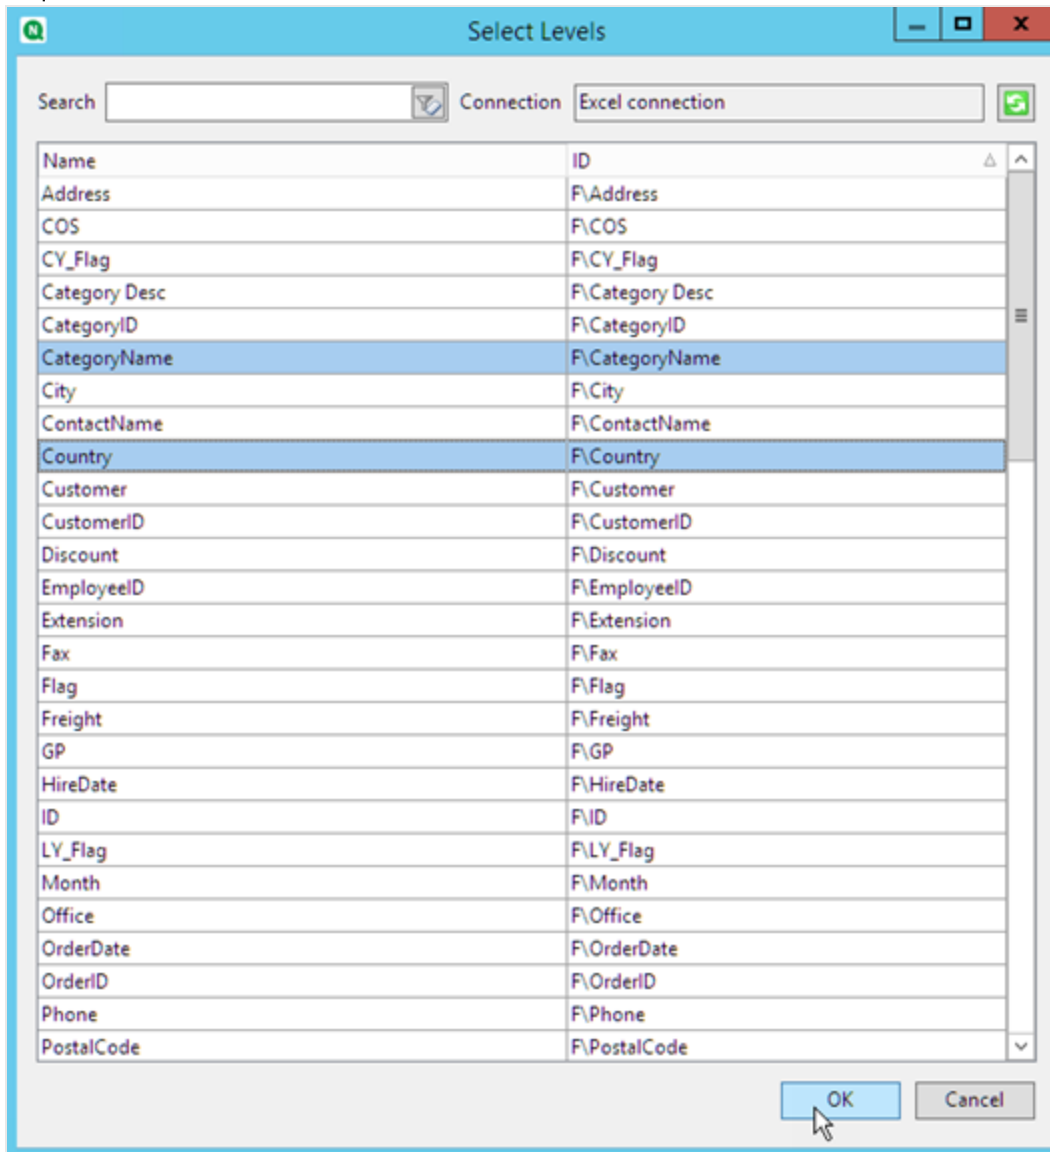 Select Levels
Search Connection Excel connection
Name ID
Address F\Address
COS F\COS
CY_Flag F\CY_Flag
Category Desc F\Category Desc
CategoryID F\CategoryID
CategoryName F\CategoryName
City F\City
ContactName F\ContactName
Country F\Country
Customer F\Customer
CustomerID F\CustomerID
Discount F\Discount
EmployeeID F\EmployeeID
Extension F\Extension
Fax F\Fax
Flag F\Flag
Freight F\Freight
GP F\GP
HireDate F\HireDate
ID F\ID
LY_Flag F\LY_Flag
Month F\Month
Office F\Office
OrderDate F\OrderDate
OrderID F\OrderID
Phone F\Phone
PostalCode F\PostalCode
OK Cancel